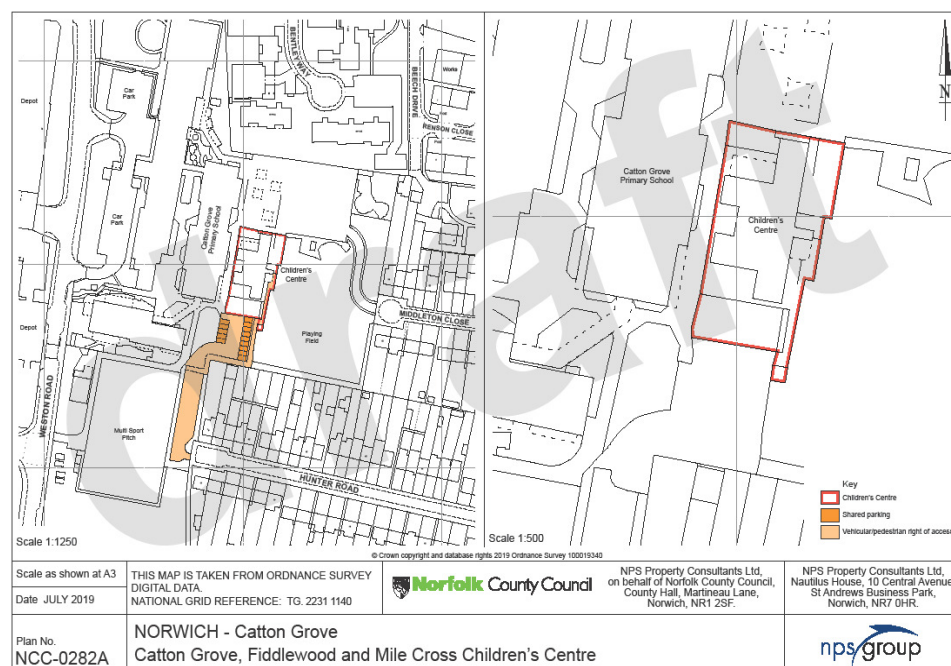 Depot
Car
Park
Car
Park
BENTLEY WAY
BEECH DRIVE
Works
RENSON CLOSE
Catton Grove
Primary School
Children's
Centre
MIDDLETON CLOSE
Depot
Playing
Field
WESTON ROAD
Multi Sport
Pitch
HUNTER ROAD
Scale 1:1250
draft
Catton Grove
Primary School
Children's
Centre
N
Key
Children's Centre
Shared parking
Vehicular/pedestrian right of access
Scale 1:500
© Crown copyright and database rights 2019 Ordnance Survey 100019340
Scale as shown at A3
Date JULY 2019
THIS MAP IS TAKEN FROM ORDNANCE SURVEY
DIGITAL DATA.
NATIONAL GRID REFERENCE: TG. 2231 1140
Norfolk County Council
NPS Property Consultants Ltd,
on behalf of Norfolk County Council,
County Hall, Martineau Lane,
Norwich, NR1 2SF.
NPS Property Consultants Ltd,
Nautilus House, 10 Central Avenue
St Andrews Business Park,
Norwich, NR7 0HR.
Plan No.
NCC-0282A
NORWICH - Catton Grove
Catton Grove, Fiddlewood and Mile Cross Children's Centre
nps group